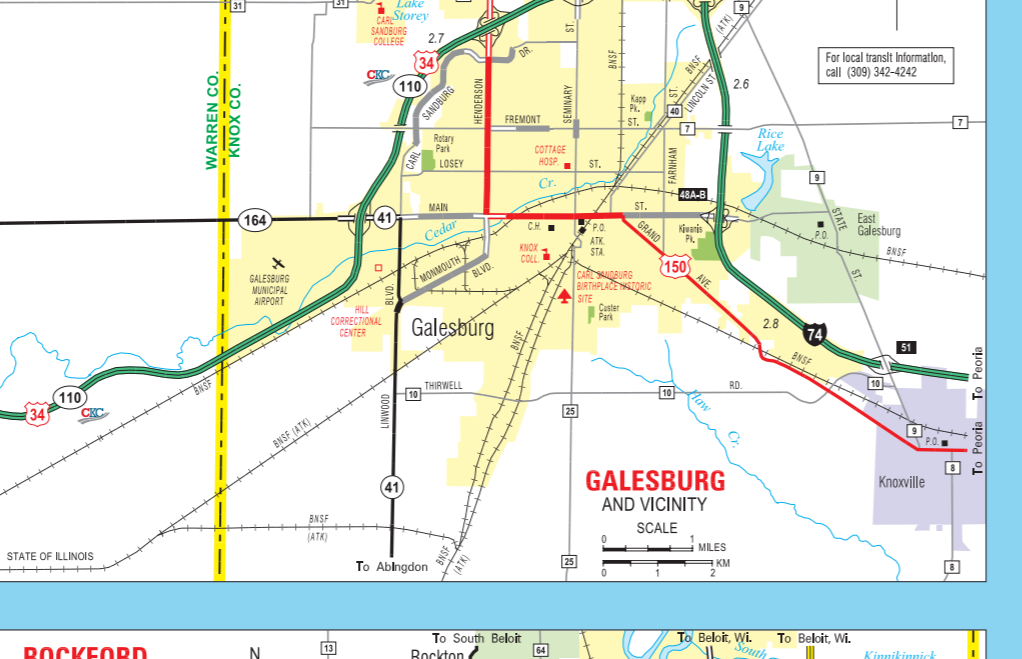 31
31
9
Lake
Storey
CARL
SANDBURG
COLLEGE
2.7
34
CKC
110
SANDBURG
DR.
CARL
HENDERSON
ST.
SEMINARY
BNSF
BNSF
(ATK)
LINCOLN ST.
2.6
For local transit Information,
call (309) 342-4242
WARREN CO.
KNOX CO.
Kapp
Pk.
ST.
40
FREMONT
ST.
7
7
Rice
Lake
Rotary
Park
LOSEY
ST.
COTTAGE
HOSP.
FARNHAM
9
Cr.
48A-B
164
41
MAIN
ST.
Cedar
C.H.
P.O.
ATK.
STA.
GRAND
AVE.
Kiwanis
Pk.
P.O.
STATE
ST.
East
Galesburg
BNSF
KNOX
COLL.
150
GALESBURG
MUNICIPAL
AIRPORT
MONMOUTH
BLVD.
BLVD.
CARL SANDBURG
BIRTHPLACE HISTORIC
SITE
HILL
CORRECTIONAL
CENTER
Galesburg
Custer
Park
2.8
74
51
BNSF
BNSF
BNSF
110
34
CKC
THIRWELL
RD.
10
10
10
LINWOOD
25
Haw
Cr.
BNSF (ATK)
9
P.O.
To Peoria
To Peoria
8
Knoxville
41
GALESBURG
AND VICINITY
SCALE
0 1
MILES
KM
0 1 2
BNSF
(ATK)
STATE OF ILLINOIS
To Abingdon
BNSF
(ATK)
25
8
ROCKFORD
N
13
To South Beloit
Rockton
64
To Beloit, Wi.
To Beloit, Wi.
South
Kinnikinnick